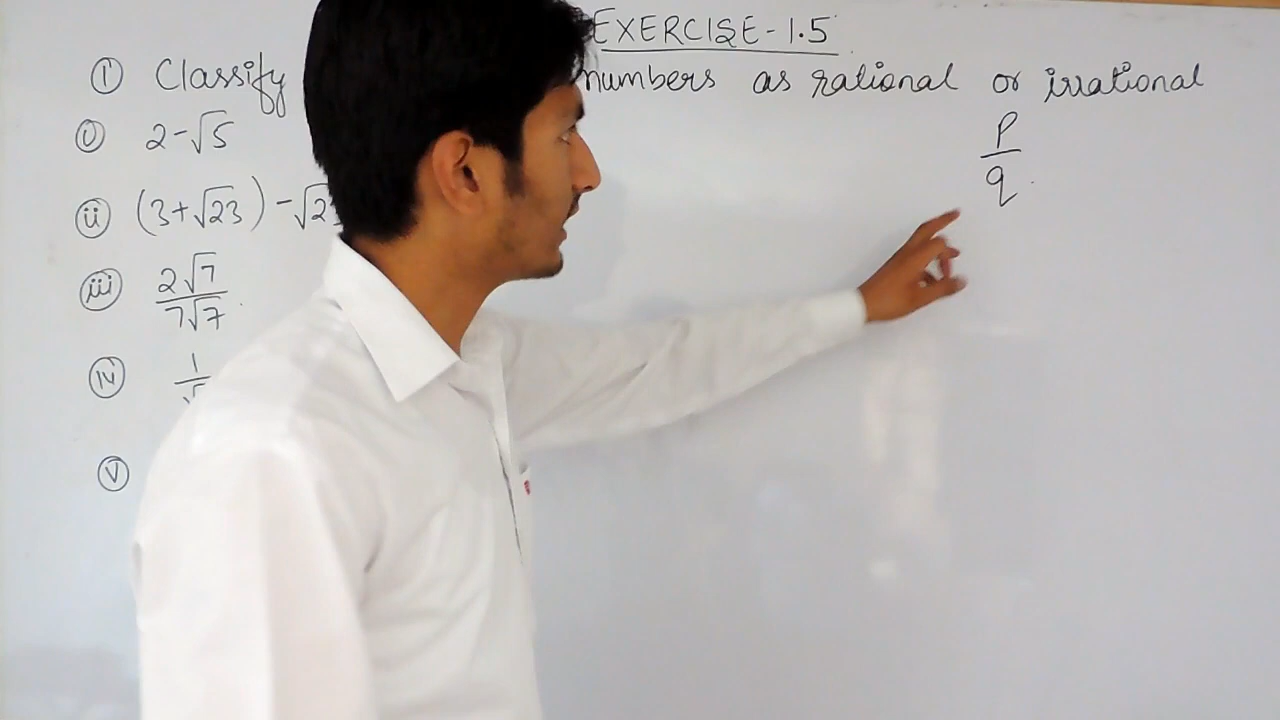 EXERCISE-1.5
① Classify numbers as rational or irrational
ⓘ 2-√5
p/q
ⓘⓘ (3+√23)-√2
ⓘⓘⓘ 2√7/7√7
ⓘⓥ 1/√
ⓥ